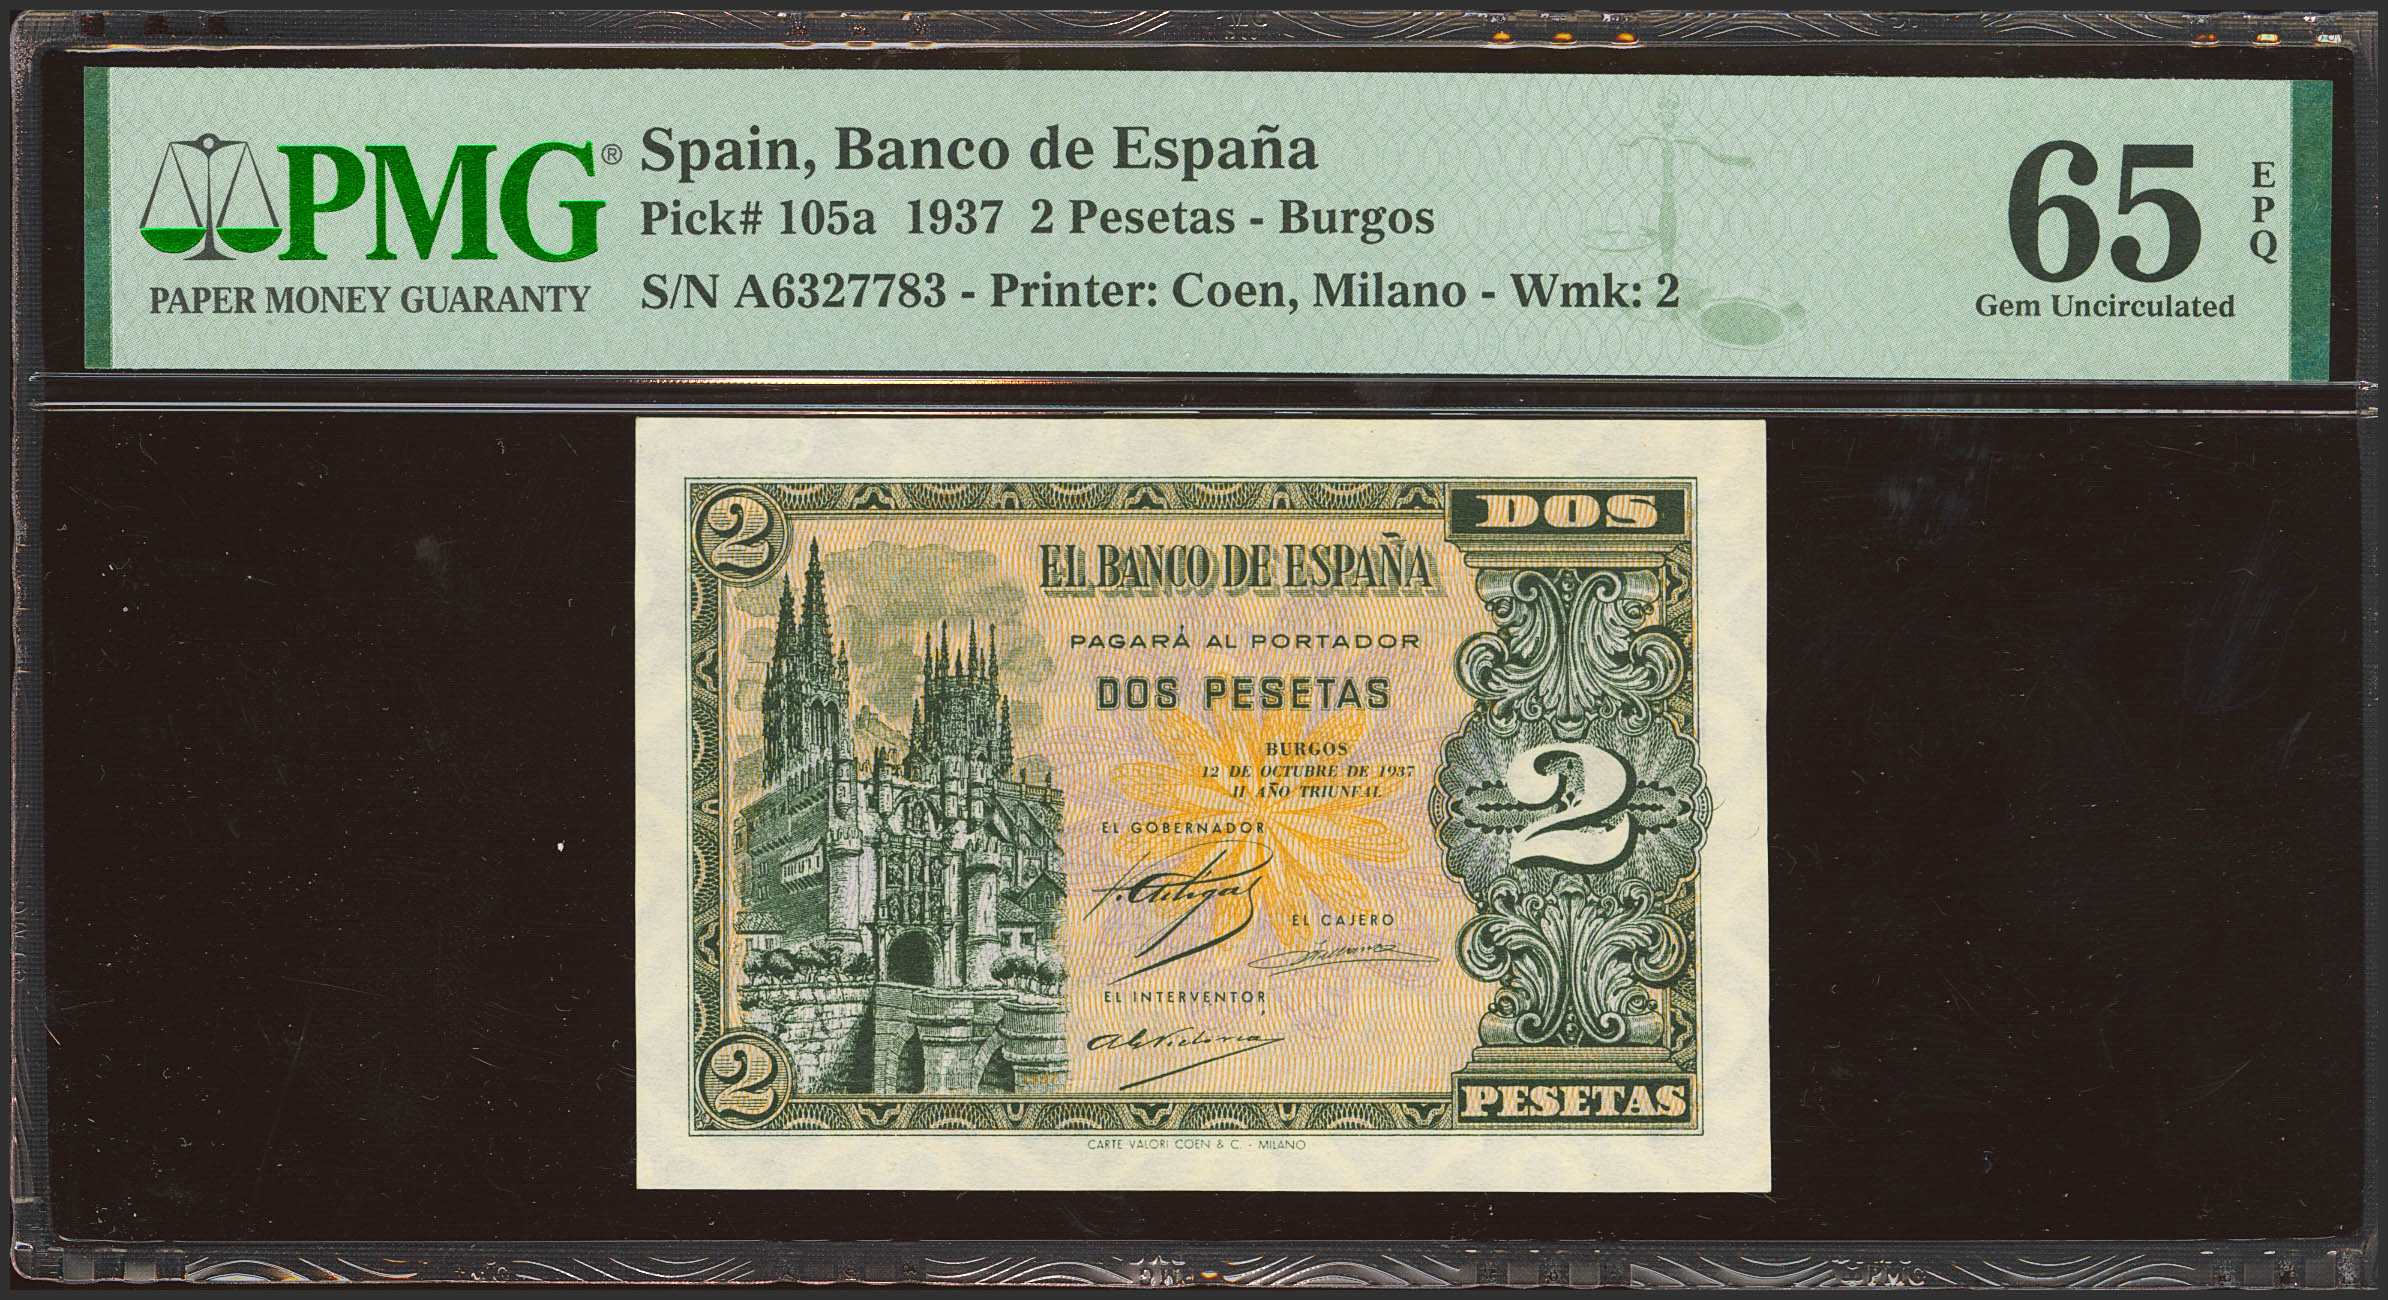 PMG®
PAPER MONEY GUARANTY
Spain, Banco de España
Pick# 105a 1937 2 Pesetas - Burgos
S/N A6327783 - Printer: Coen, Milano - Wmk: 2
65
EPQ
Gem Uncirculated
2
DOS
EL BANCO DE ESPAÑA
PAGARÁ AL PORTADOR
DOS PESETAS
BURGOS
12 DE OCTUBRE DE 1937
II AÑO TRIUNFAL
2
EL GOBERNADOR
EL CAJERO
EL INTERVENTOR,
2
PESETAS
CARTE VALORI COEN & C. - MILANO
PMG